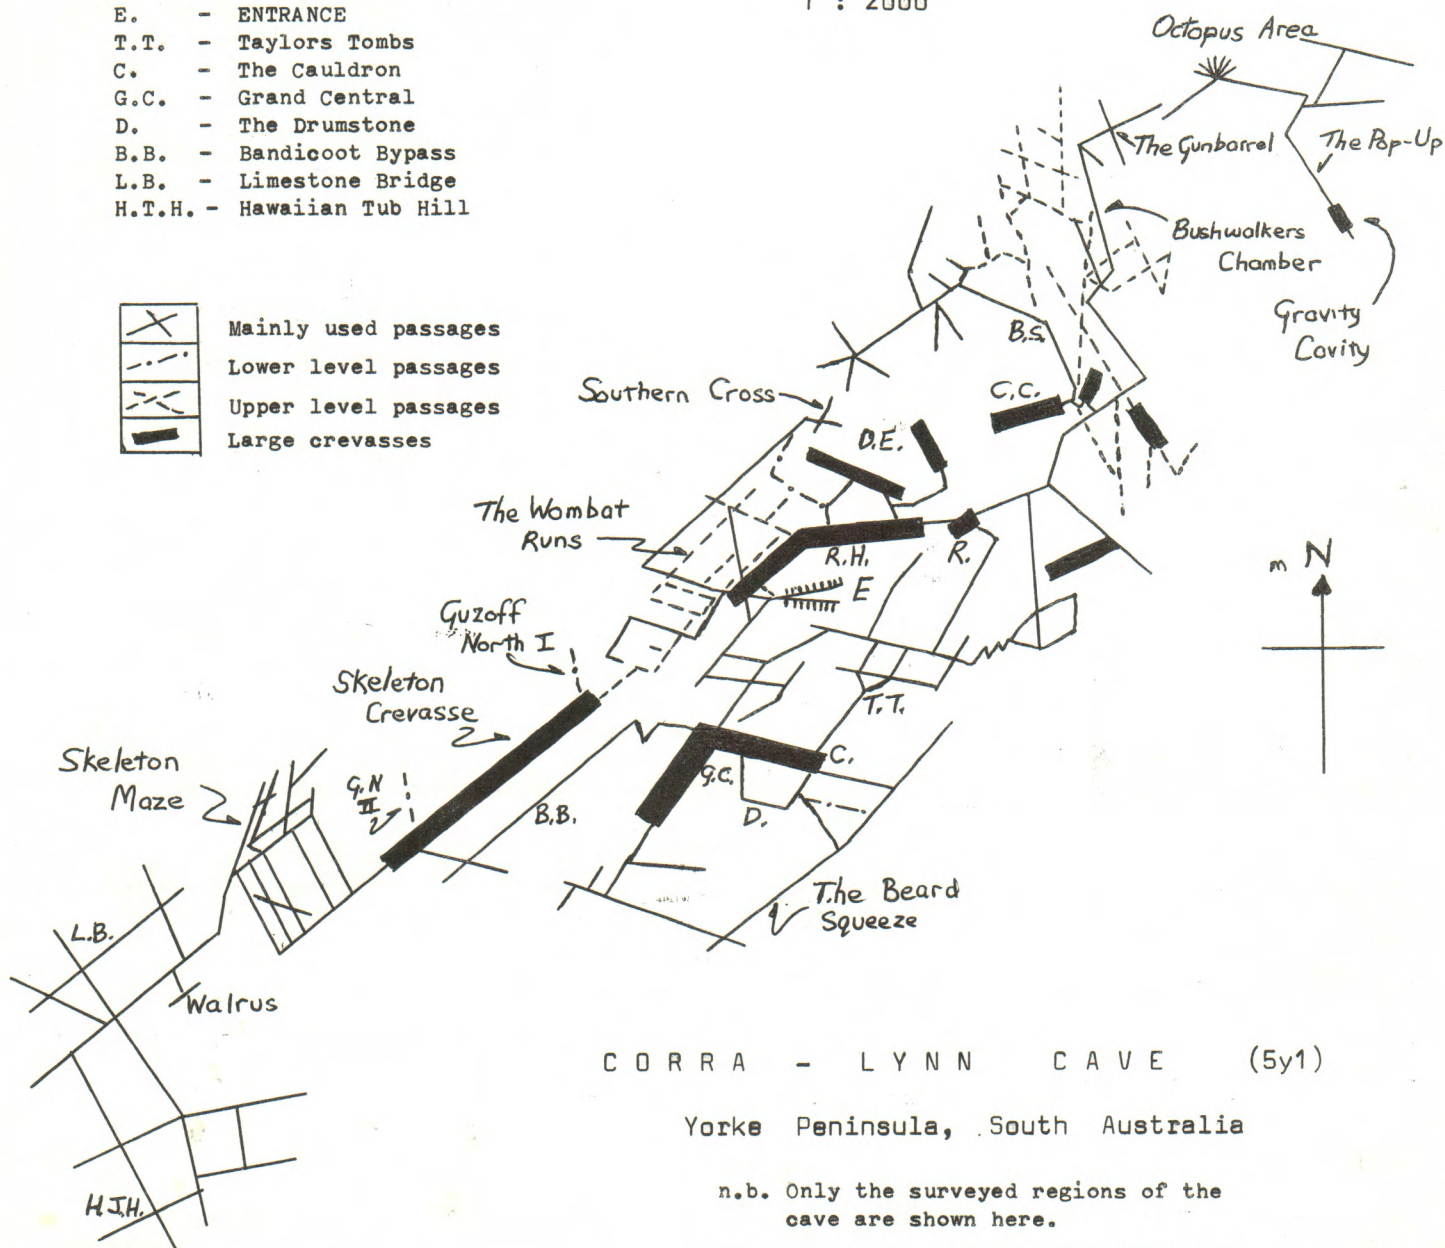 1 : 2000
E. - ENTRANCE
T.T. - Taylors Tombs
C. - The Cauldron
G.C. - Grand Central
D. - The Drumstone
B.B. - Bandicoot Bypass
L.B. - Limestone Bridge
H.T.H. - Hawaiian Tub Hill
Mainly used passages
Lower level passages
Upper level passages
Large crevasses
Octopus Area
The Gunbarrel
The Pop-Up
Bushwalkers
Chamber
Gravity
Cavity
B.S.
C.C.
Southern Cross
D.E.
The Wombat
Runs
R.H.
R.
E
m N
Guzoff
North I
Skeleton
Crevasse
T.T.
Skeleton
Maze
G.N
II
B.B.
G.C.
C.
D.
The Beard
Squeeze
L.B.
Walrus
H.T.H.
CORRA - LYNN CAVE (5y1)
Yorke Peninsula, South Australia
n.b. Only the surveyed regions of the
cave are shown here.